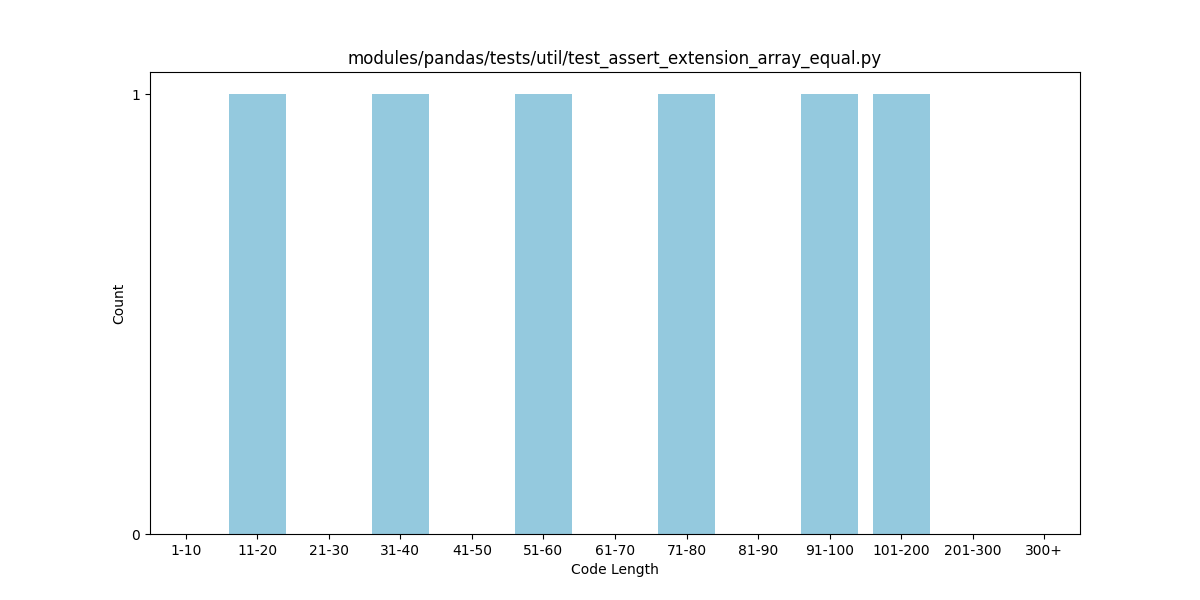 modules/pandas/tests/util/test_assert_extension_array_equal.py
1
Count
0
1-10 11-20 21-30 31-40 41-50 51-60 61-70 71-80 81-90 91-100 101-200 201-300 300+
Code Length